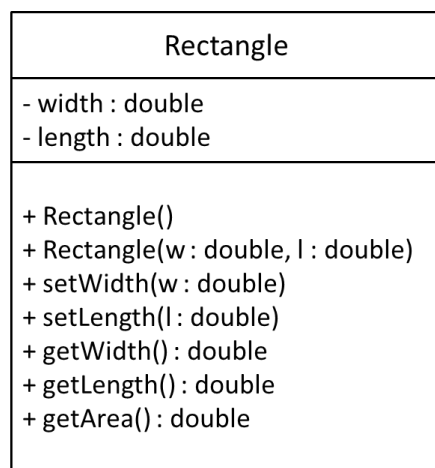 Rectangle
- width : double
- length : double
+ Rectangle()
+ Rectangle(w : double, l : double)
+ setWidth(w : double)
+ setLength(l : double)
+ getWidth() : double
+ getLength() : double
+ getArea() : double